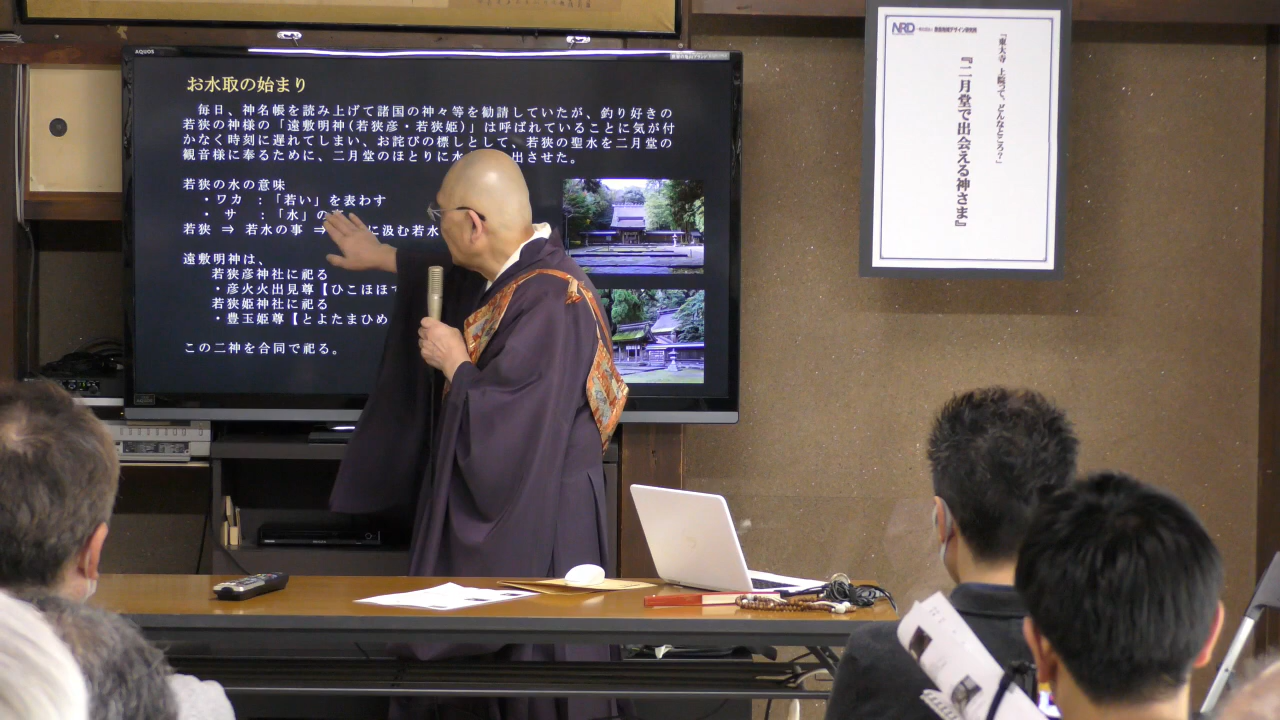 AQUOS
お水取の始まり
毎日、神名帳を読み上げて諸国の神々等を勧請していたが、釣り好きの
若狭の神様の「遠敷明神(若狭彦・若狭姫)」は呼ばれていることに気が付
かなく時刻に遅れてしまい、お詫びの標しとして、若狭の聖水を二月堂の
観音様に奉るために、二月堂のほとりに水 出させた。
若狭の水の意味
・ワカ :「若い」を表わす
・サ :「水」の
若狭 ⇒ 若水の事 ⇒ に汲む若水
遠敷明神は、
若狭彦神社に祀る
・彦火火出見尊【ひこほほ
若狭姫神社に祀る
・豊玉姫尊【とよたまひめ
この二神を合同で祀る。
NRD
「東大寺 上院って。どんなところ?」
『二月堂で出会える神さま』